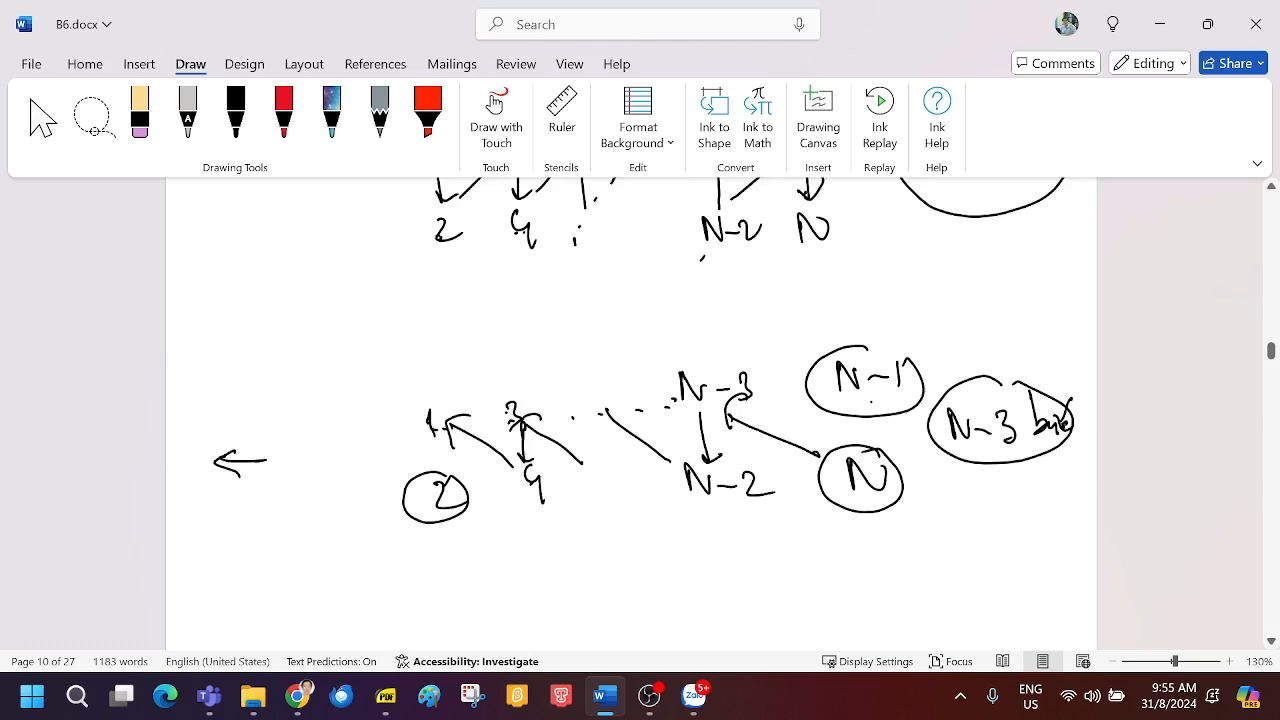 B6.docx
Search
File Home Insert Draw Design Layout References Mailings Review View Help
Comments Editing Share
Draw with Touch
Ruler
Format Background
Ink to Shape
Ink to Math
Drawing Canvas
Ink Replay
Ink Help
Drawing Tools Touch Stencils Edit Convert Insert Replay Help
2 4 N-2 N
N-3 N-1
1 3 N-3
2 4 N-2 N
Page 10 of 27 1183 words English (United States) Text Predictions: On Accessibility: Investigate Display Settings Focus 130%
PDF Zalo 5+ ENG 9:55 AM
US 31/8/2024 PRE